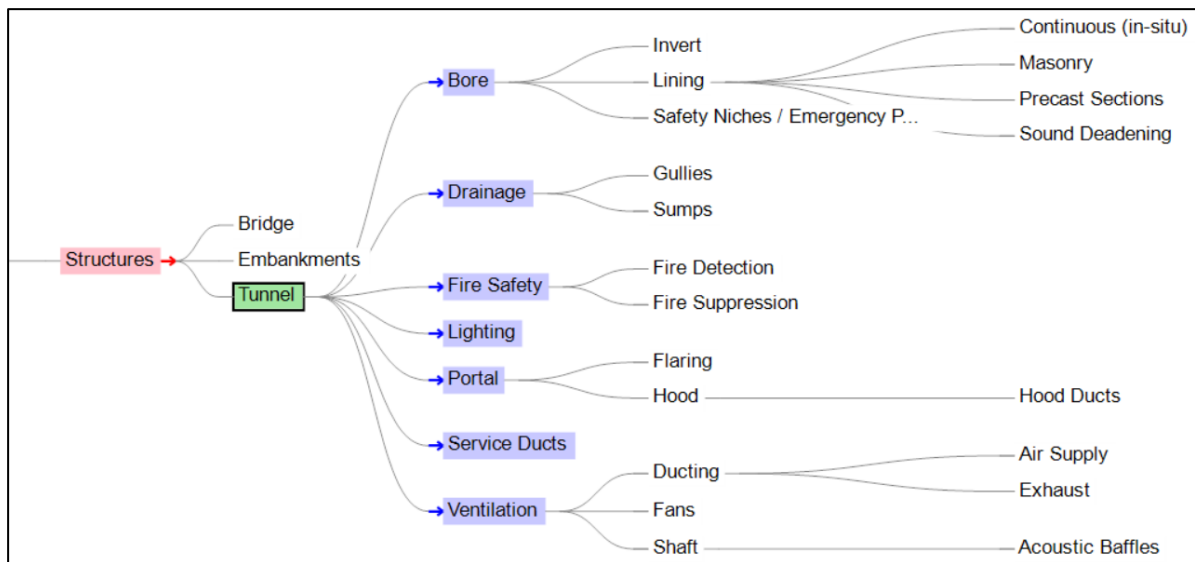 Continuous (in-situ)
Invert
Masonry
Bore
Lining
Precast Sections
Safety Niches / Emergency P...
Sound Deadening
Gullies
Drainage
Sumps
Bridge
Structures
Embankments
Fire Detection
Tunnel
Fire Safety
Fire Suppression
Lighting
Flaring
Portal
Hood
Hood Ducts
Service Ducts
Air Supply
Ducting
Exhaust
Ventilation
Fans
Shaft
Acoustic Baffles